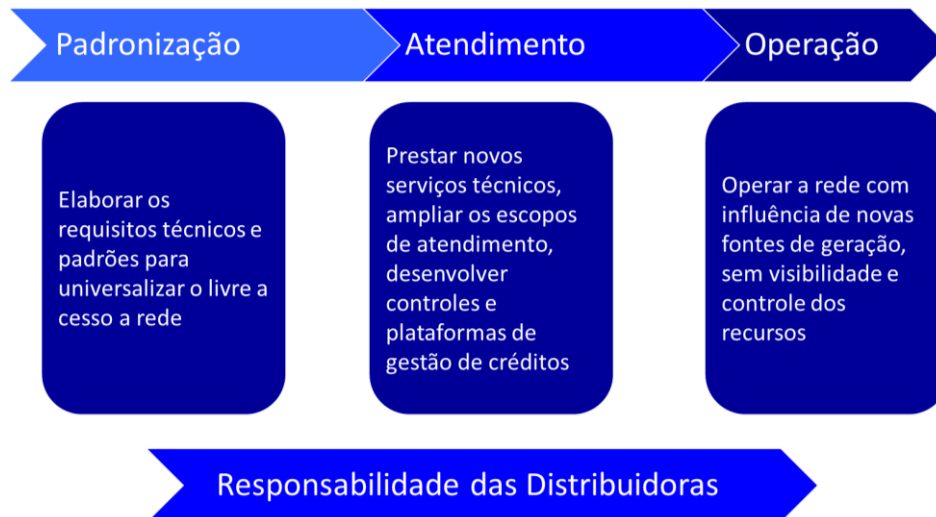 Padronização
Atendimento
Operação
Elaborar os
requisitos técnicos e
padrões para
universalizar o livre a
cesso a rede
Prestar novos
serviços técnicos,
ampliar os escopos
de atendimento,
desenvolver
controles e
plataformas de
gestão de créditos
Operar a rede com
influência de novas
fontes de geração,
sem visibilidade e
controle dos
recursos
Responsabilidade das Distribuidoras